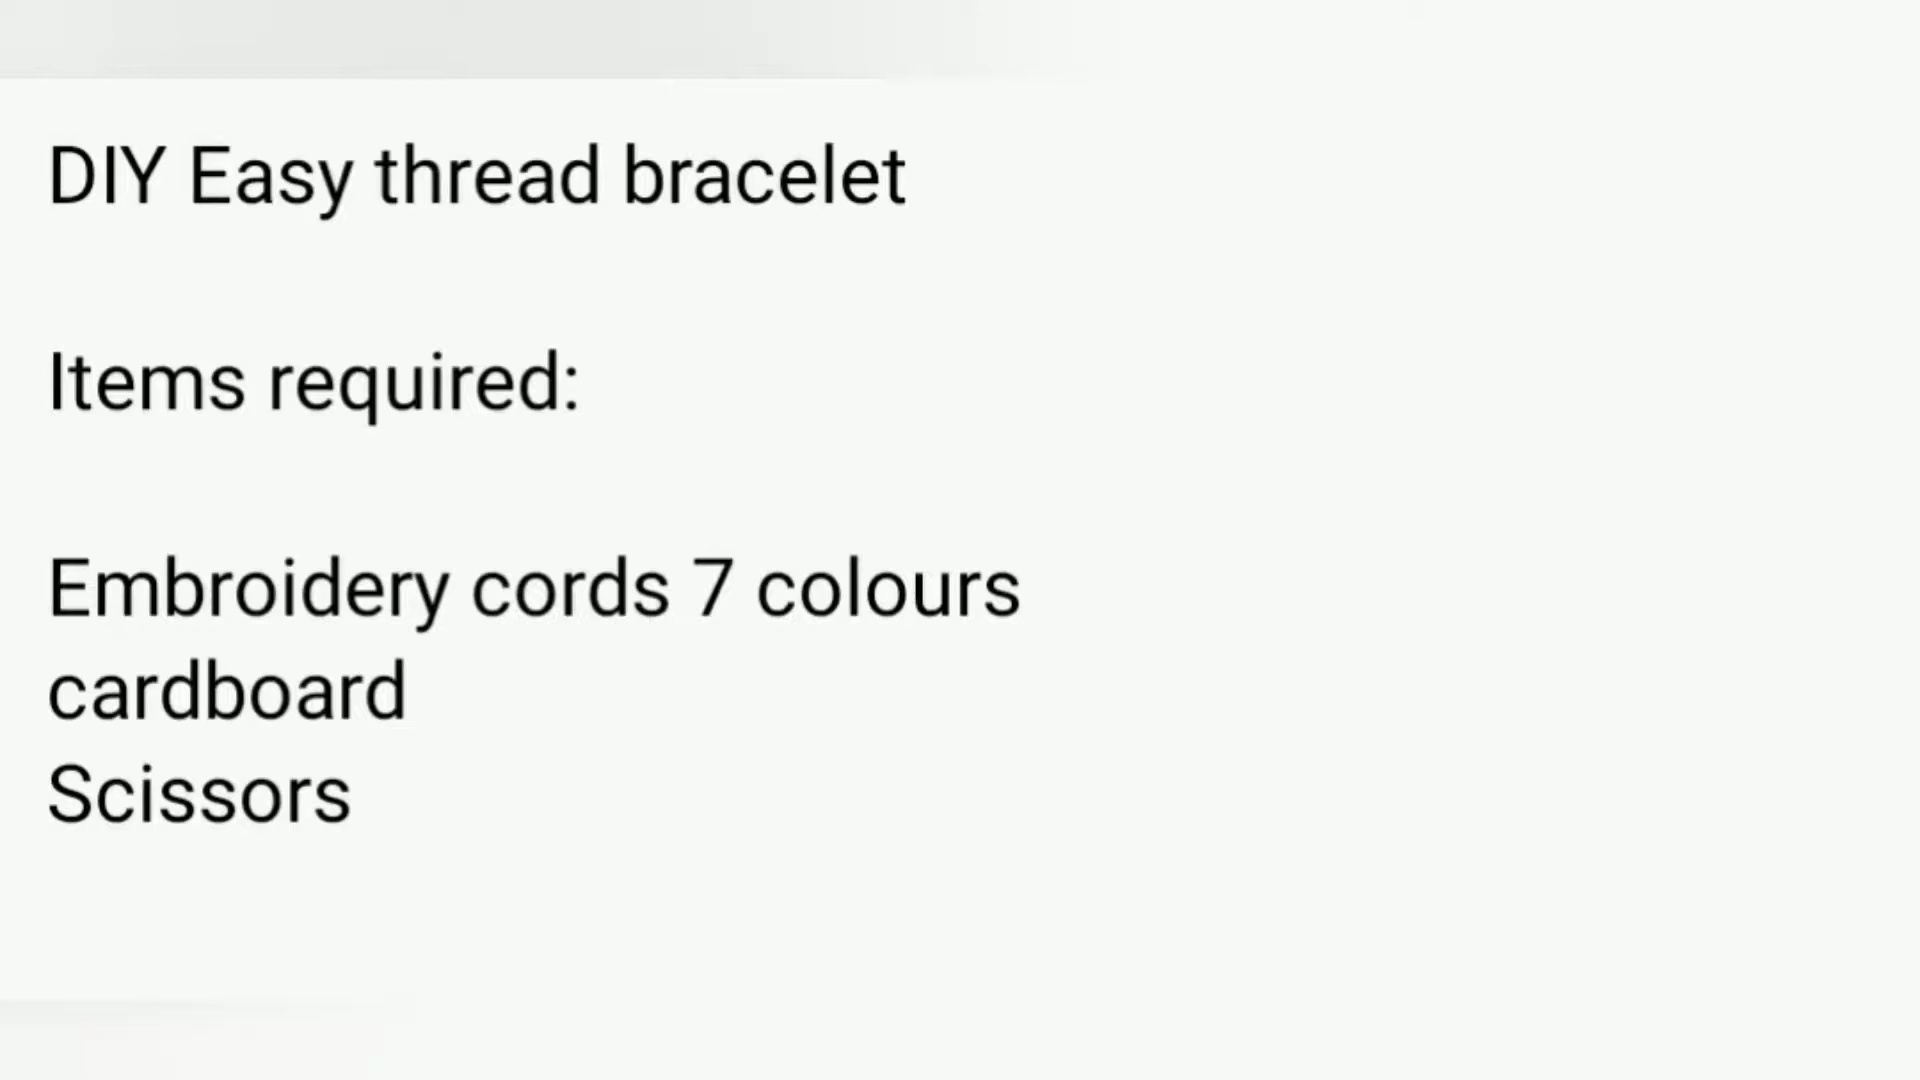 DIY Easy thread bracelet
Items required:
Embroidery cords 7 colours
cardboard
Scissors